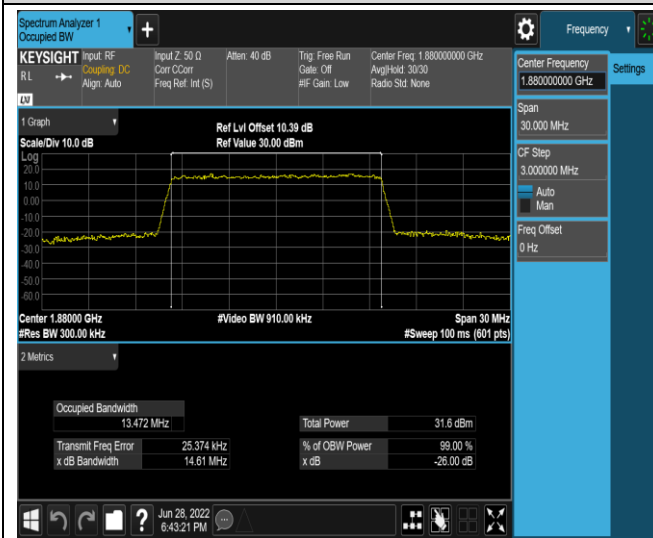 Spectrum Analyzer 1
Occupied BW
Frequency
KEYSIGHT
RL
LXI
Input: RF
Coupling: DC
Align: Auto
Input Z: 50 Ω
Corr CCorr
Freq Ref: Int (S)
Atten: 40 dB
Trig: Free Run
Gate: Off
#IF Gain: Low
Center Freq: 1.880000000 GHz
Avg|Hold: 30/30
Radio Std: None
Center Frequency
1.880000000 GHz
Settings
Span
30.000 MHz
CF Step
3.000000 MHz
Auto
Man
Freq Offset
0 Hz
1 Graph
Scale/Div 10.0 dB
Ref Lvl Offset 10.39 dB
Ref Value 30.00 dBm
Log
20.0
10.0
0.00
-10.0
-20.0
-30.0
-40.0
-50.0
-60.0
Center 1.88000 GHz
#Res BW 300.00 kHz
#Video BW 910.00 kHz
Span 30 MHz
#Sweep 100 ms (601 pts)
2 Metrics
Occupied Bandwidth
13.472 MHz
Total Power 31.6 dBm
Transmit Freq Error 25.374 kHz
% of OBW Power 99.00 %
x dB Bandwidth 14.61 MHz
x dB -26.00 dB
?
Jun 28, 2022
6:43:21 PM